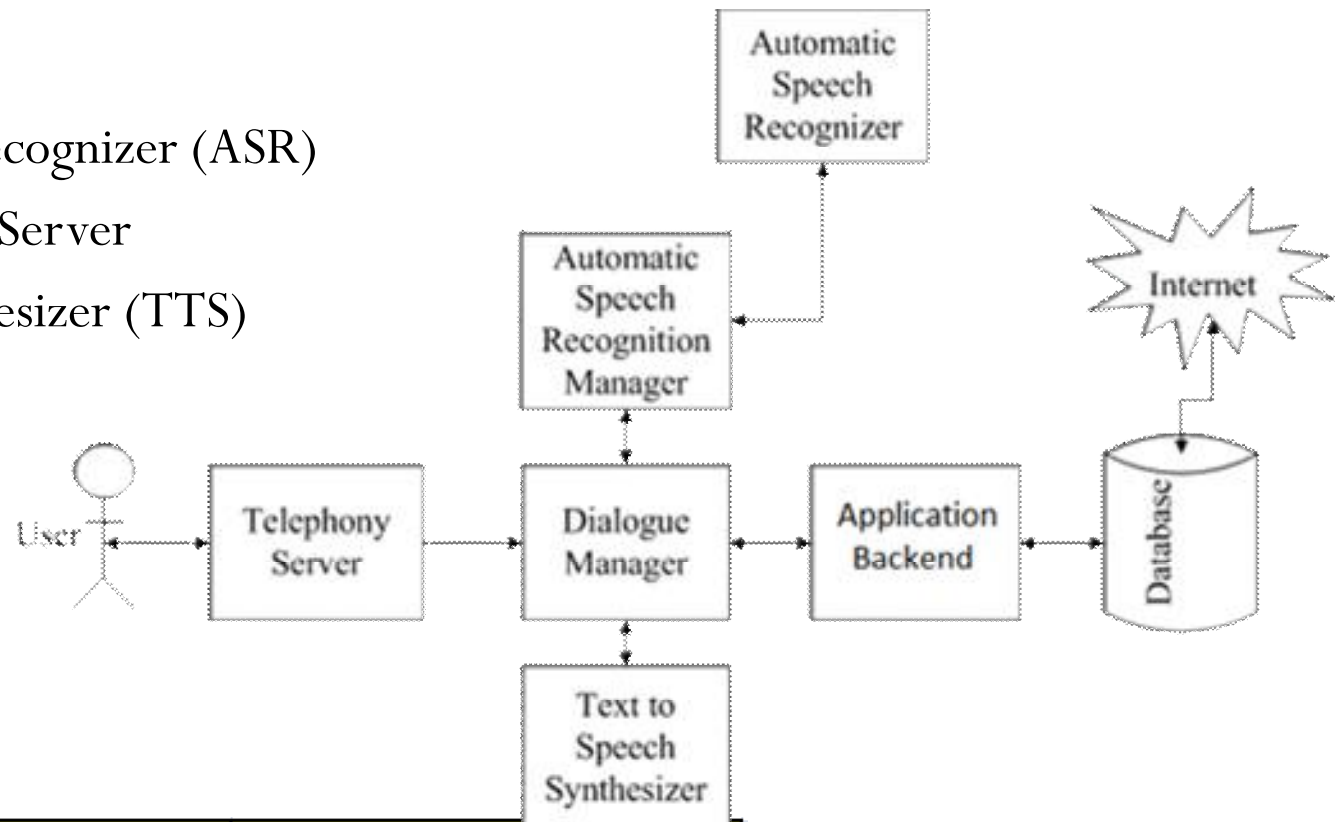 ecognizer (ASR)
Server
esizer (TTS)
Automatic
Speech
Recognizer
Automatic
Speech
Recognition
Manager
Internet
User
Telephony
Server
Dialogue
Manager
Application
Backend
Database
Text to
Speech
Synthesizer